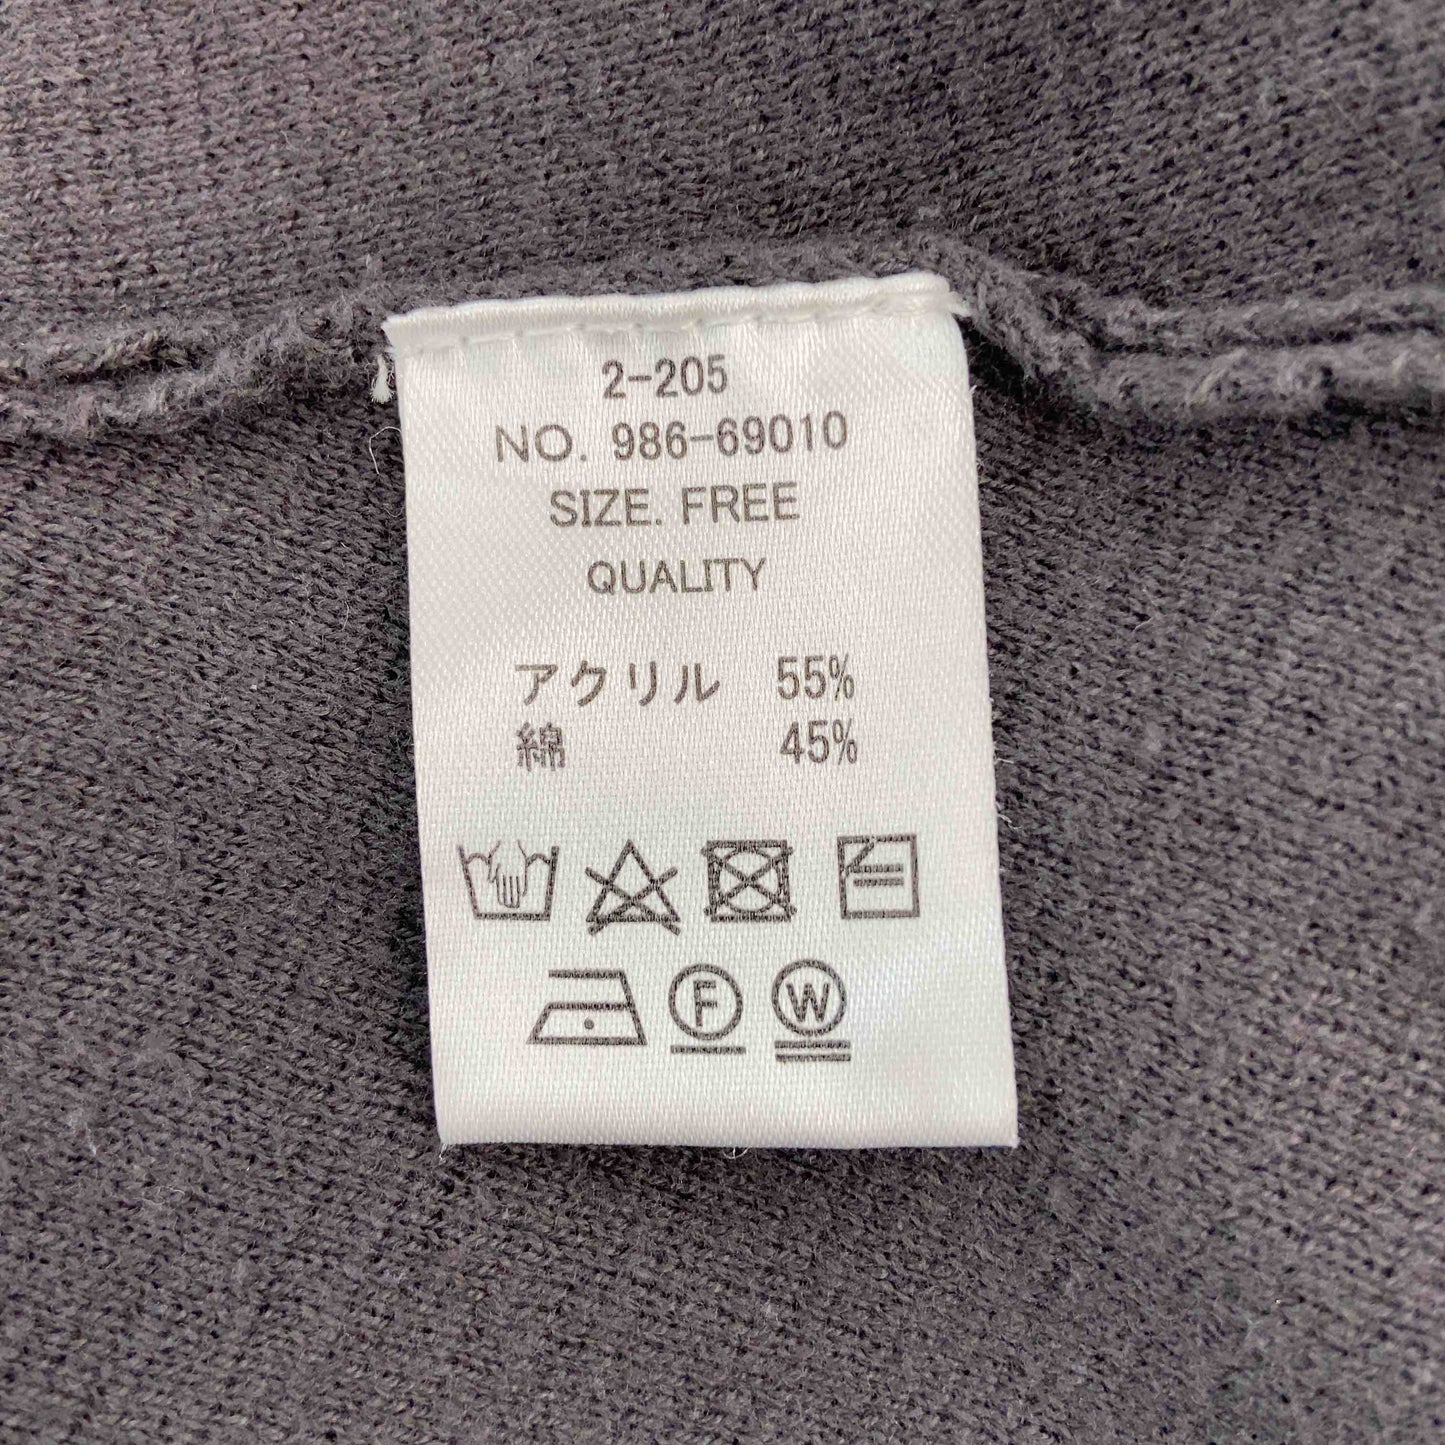 2-205
NO. 986-69010
SIZE. FREE
QUALITY
アクリル 55%
綿 45%
F W